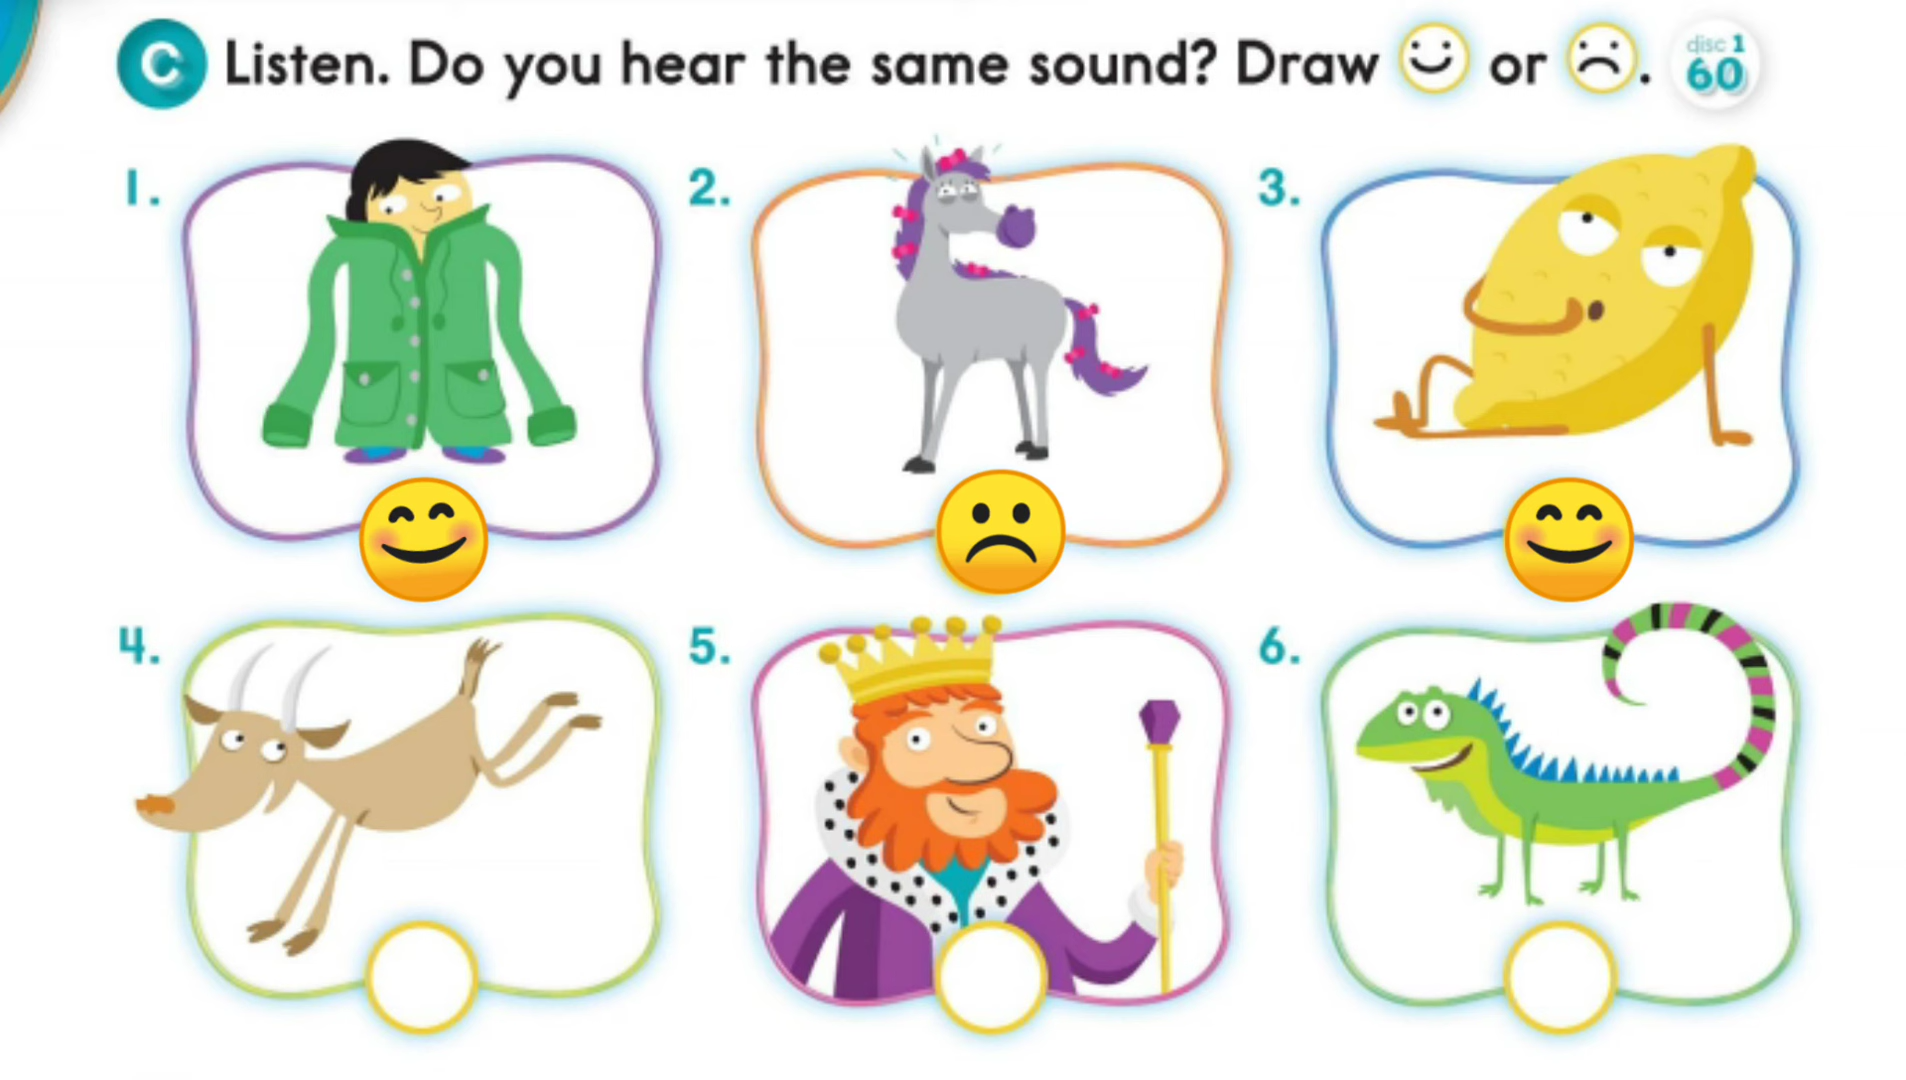 C Listen. Do you hear the same sound? Draw or . disc 1 60
1. 2. 3.
4. 5. 6.